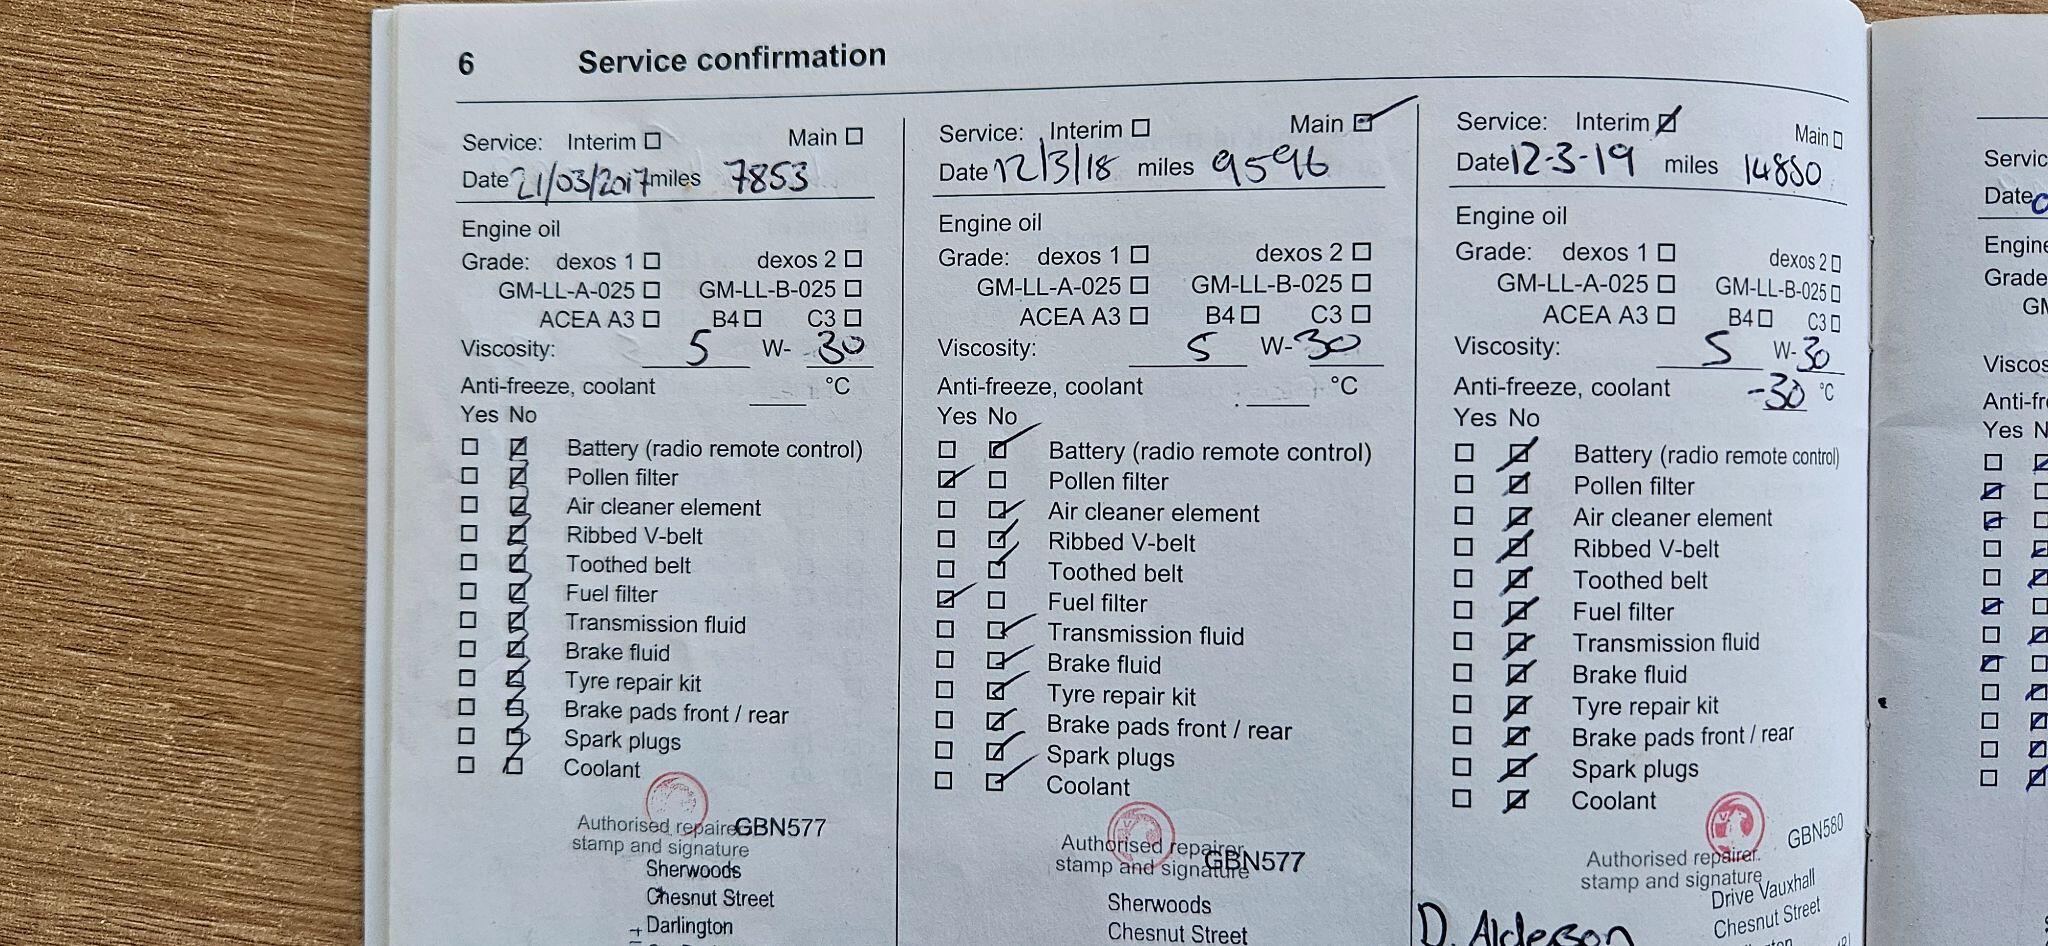 6 Service confirmation
Service: Interim Main
Date 21/03/2017 miles 7853
Engine oil
Grade: dexos 1 dexos 2
GM-LL-A-025 GM-LL-B-025
ACEA A3 B4 C3
Viscosity: 5 W- 30
Anti-freeze, coolant °C
Yes No
Battery (radio remote control)
Pollen filter
Air cleaner element
Ribbed V-belt
Toothed belt
Fuel filter
Transmission fluid
Brake fluid
Tyre repair kit
Brake pads front / rear
Spark plugs
Coolant
Authorised repairer GBN577
stamp and signature
Sherwoods
Chesnut Street
Darlington
Service: Interim Main
Date 12/3/18 miles 9596
Engine oil
Grade: dexos 1 dexos 2
GM-LL-A-025 GM-LL-B-025
ACEA A3 B4 C3
Viscosity: 5 W- 30
Anti-freeze, coolant °C
Yes No
Battery (radio remote control)
Pollen filter
Air cleaner element
Ribbed V-belt
Toothed belt
Fuel filter
Transmission fluid
Brake fluid
Tyre repair kit
Brake pads front / rear
Spark plugs
Coolant
Authorised repairer
stamp and signature GBN577
Sherwoods
Chesnut Street
Service: Interim Main
Date 12-3-19 miles 14880
Engine oil
Grade: dexos 1 dexos 2
GM-LL-A-025 GM-LL-B-025
ACEA A3 B4 C3
Viscosity: 5 W- 30
Anti-freeze, coolant -30 °C
Yes No
Battery (radio remote control)
Pollen filter
Air cleaner element
Ribbed V-belt
Toothed belt
Fuel filter
Transmission fluid
Brake fluid
Tyre repair kit
Brake pads front / rear
Spark plugs
Coolant
GBN580
Authorised repairer
stamp and signature
Drive Vauxhall
Chesnut Street
D. Alderson
Servic
Date
Engine
Grade
GM
Viscos
Anti-fr
Yes N